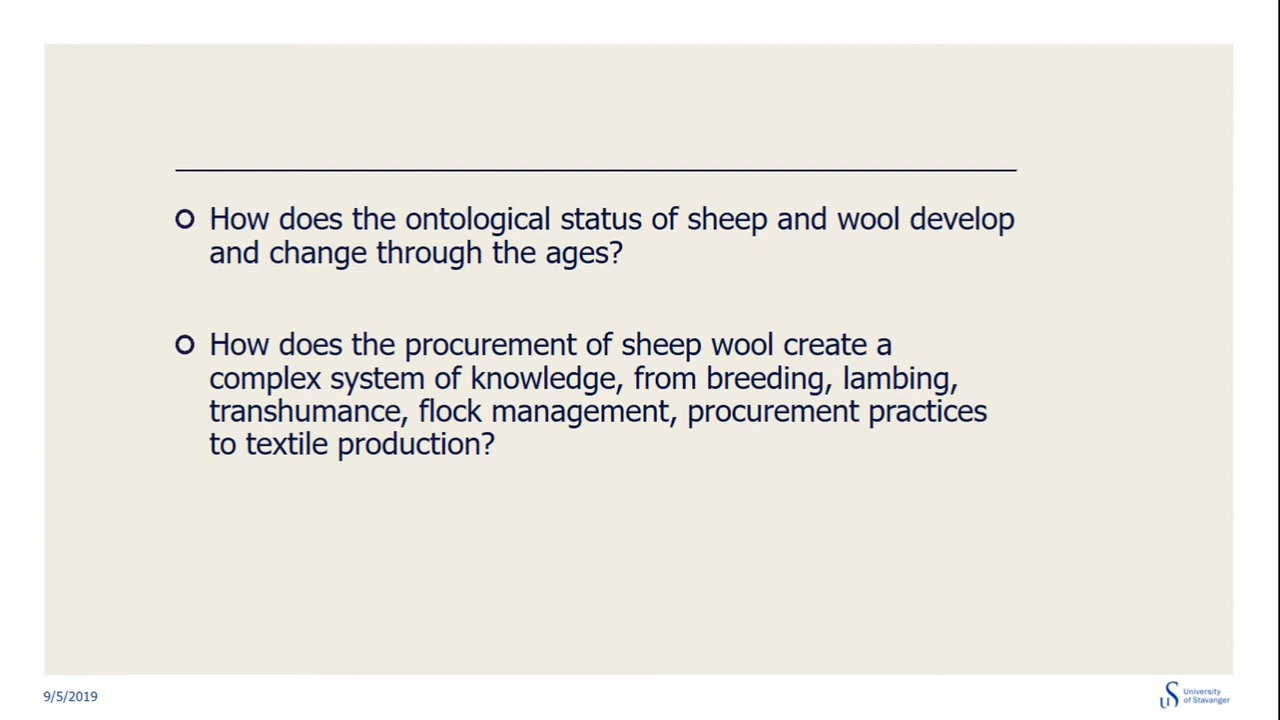 How does the ontological status of sheep and wool develop
and change through the ages?
How does the procurement of sheep wool create a
complex system of knowledge, from breeding, lambing,
transhumance, flock management, procurement practices
to textile production?
9/5/2019
University
of Stavanger